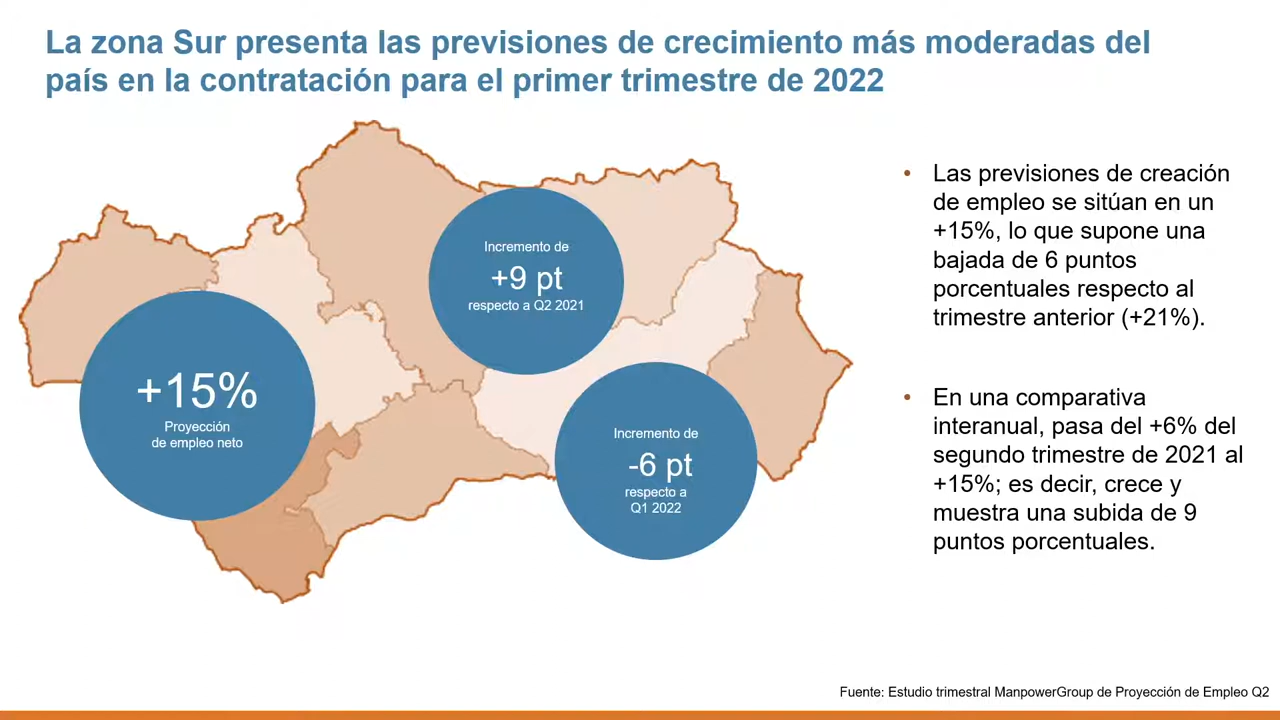 La zona Sur presenta las previsiones de crecimiento más moderadas del
país en la contratación para el primer trimestre de 2022
Incremento de
+9 pt
respecto a Q2 2021
+15%
Proyección
de empleo neto
Incremento de
-6 pt
respecto a
Q1 2022
• Las previsiones de creación
de empleo se sitúan en un
+15%, lo que supone una
bajada de 6 puntos
porcentuales respecto al
trimestre anterior (+21%).
• En una comparativa
interanual, pasa del +6% del
segundo trimestre de 2021 al
+15%; es decir, crece y
muestra una subida de 9
puntos porcentuales.
Fuente: Estudio trimestral ManpowerGroup de Proyección de Empleo Q2